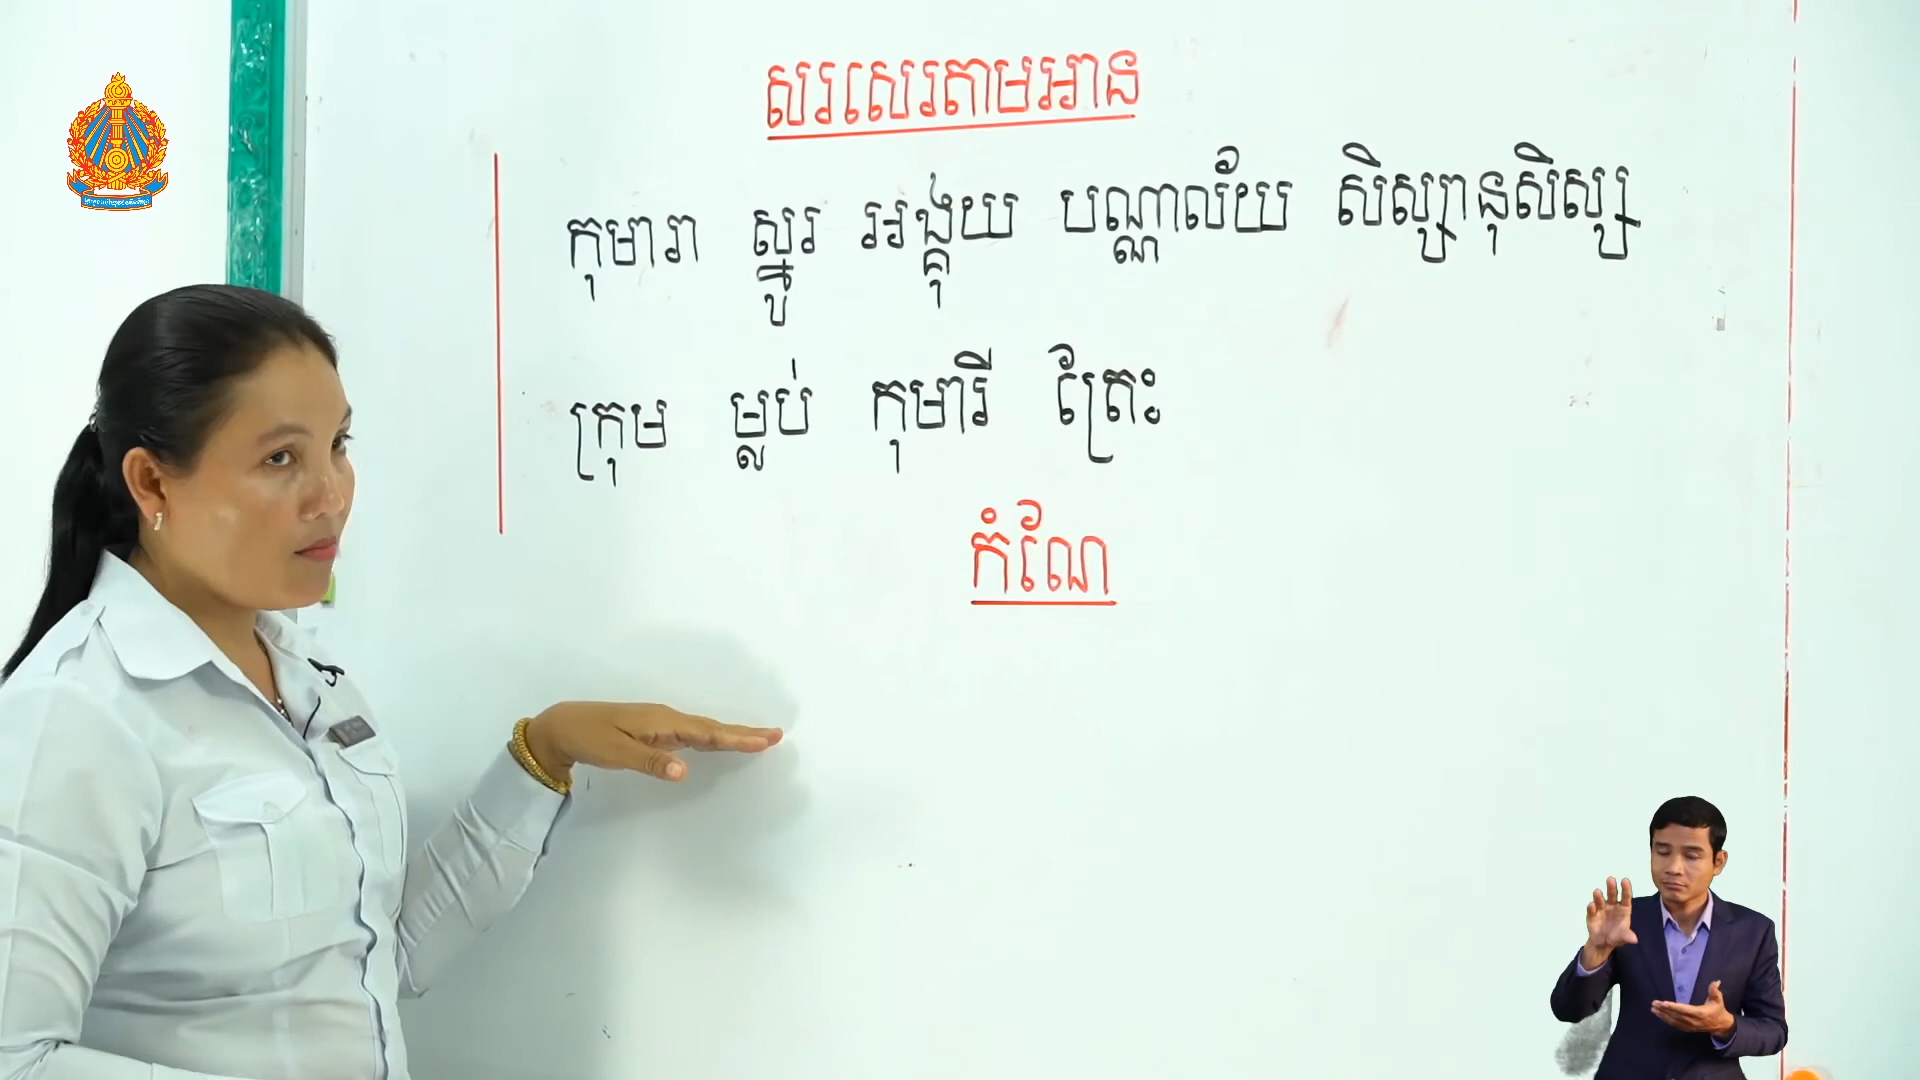 សរសេរតាមអាន
កុមារា ស្នូរ អង្គុយ បណ្ណាល័យ សិស្សានុសិស្ស
ក្រុម ម្លប់ កុមារី គ្រែះ
កំណែ